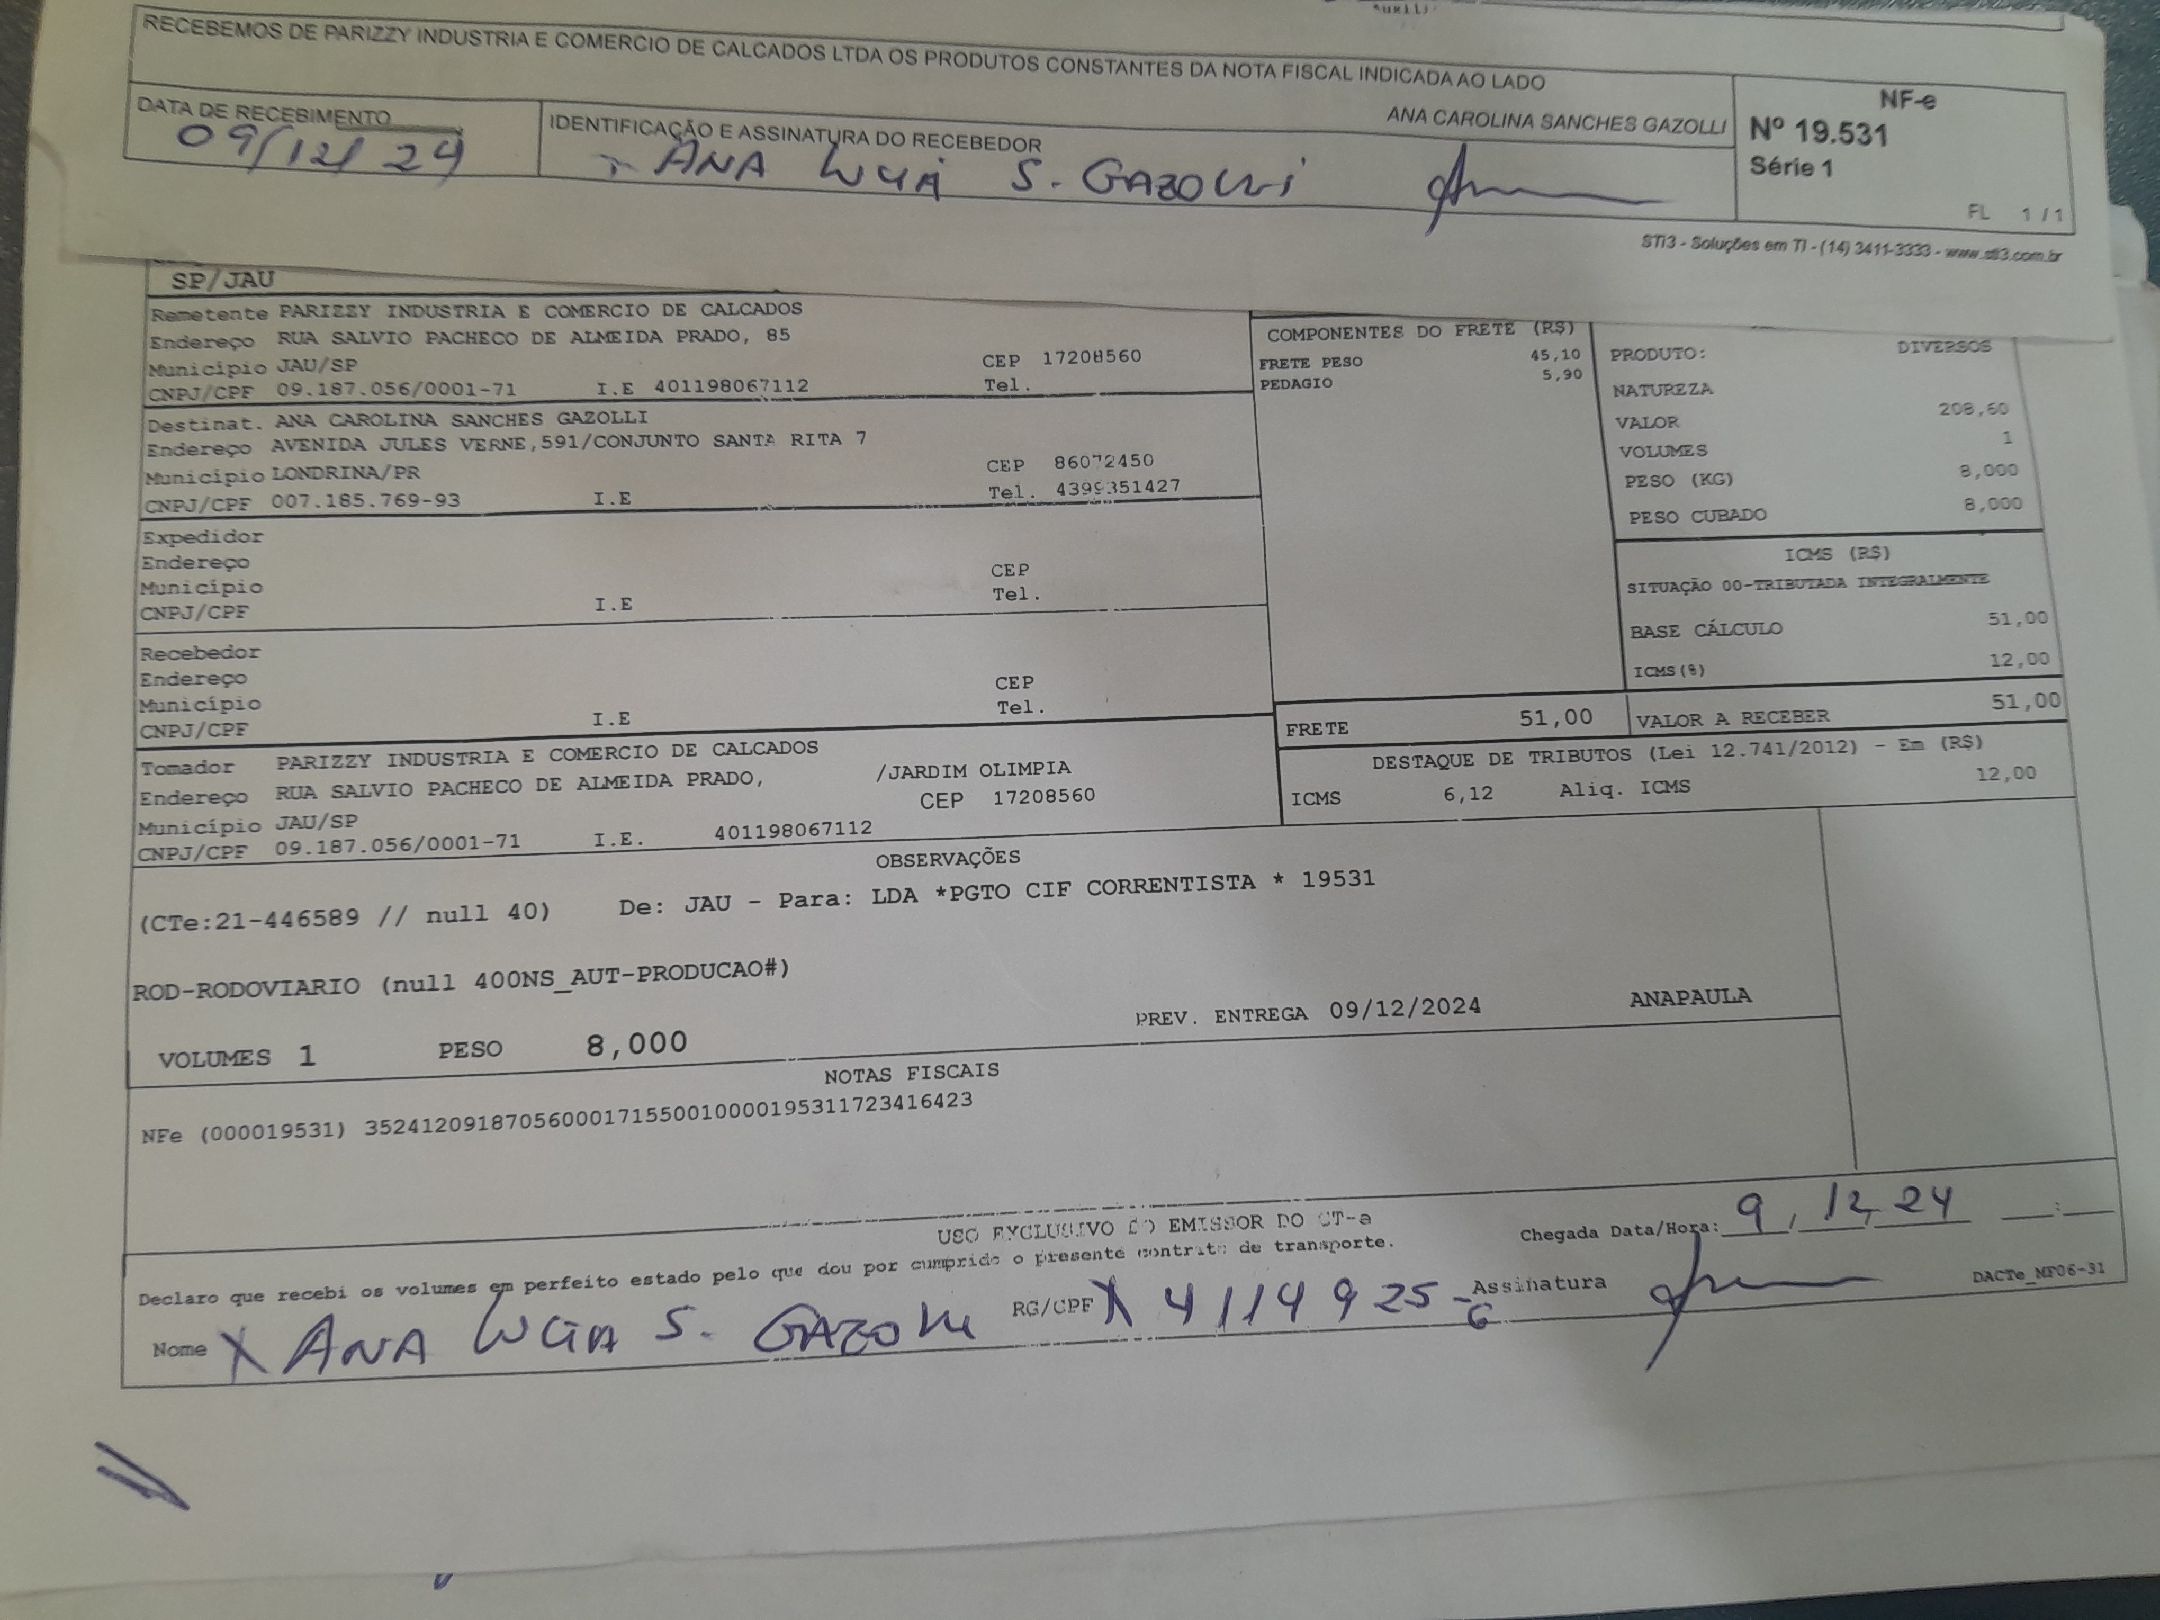 RECEBEMOS DE PARIZZY INDUSTRIA E COMERCIO DE CALCADOS LTDA OS PRODUTOS CONSTANTES DA NOTA FISCAL INDICADA AO LADO
ANA CAROLINA SANCHES GAZOLLI
DATA DE RECEBIMENTO
09/12/24
IDENTIFICAÇÃO E ASSINATURA DO RECEBEDOR
ANA LUCIA S. GAZOLLI
NF-e
Nº 19.531
Série 1
FL 1 / 1
STi3 - Soluções em TI - (14) 3411-3333 - www.sti3.com.br
SP/JAU
Remetente PARIZZY INDUSTRIA E COMERCIO DE CALCADOS
Endereço RUA SALVIO PACHECO DE ALMEIDA PRADO, 85
Município JAU/SP CEP 17208560
CNPJ/CPF 09.187.056/0001-71 I.E 401198067112 Tel.
Destinat. ANA CAROLINA SANCHES GAZOLLI
Endereço AVENIDA JULES VERNE,591/CONJUNTO SANTA RITA 7
Município LONDRINA/PR CEP 86072450
CNPJ/CPF 007.185.769-93 I.E Tel. 4399351427
Expedidor
Endereço
Município CEP
CNPJ/CPF I.E Tel.
Recebedor
Endereço
Município CEP
CNPJ/CPF I.E Tel.
Tomador PARIZZY INDUSTRIA E COMERCIO DE CALCADOS
Endereço RUA SALVIO PACHECO DE ALMEIDA PRADO, /JARDIM OLIMPIA
Município JAU/SP CEP 17208560
CNPJ/CPF 09.187.056/0001-71 I.E. 401198067112
COMPONENTES DO FRETE (R$)
FRETE PESO 45,10
PEDAGIO 5,90
PRODUTO: DIVERSOS
NATUREZA
VALOR 208,60
VOLUMES 1
PESO (KG) 8,000
PESO CUBADO 8,000
ICMS (R$)
SITUAÇÃO 00-TRIBUTADA INTEGRALMENTE
BASE CÁLCULO 51,00
ICMS(%) 12,00
FRETE 51,00 VALOR A RECEBER 51,00
DESTAQUE DE TRIBUTOS (Lei 12.741/2012) - Em (R$)
ICMS 6,12 Aliq. ICMS 12,00
OBSERVAÇÕES
(CTe:21-446589 // null 40) De: JAU - Para: LDA *PGTO CIF CORRENTISTA * 19531
ROD-RODOVIARIO (null 400NS_AUT-PRODUCAO#)
PREV. ENTREGA 09/12/2024 ANAPAULA
VOLUMES 1 PESO 8,000
NOTAS FISCAIS
NFe (000019531) 35241209187056000171550010000195311723416423
USO EXCLUSIVO DO EMISSOR DO CT-e
Declaro que recebi os volumes em perfeito estado pelo que dou por cumprido o presente contrato de transporte.
Chegada Data/Hora: 9, 12, 24 :
Nome X ANA LUCIA S. GAZOLLI RG/CPF X 4114925-6 Assinatura
DACTe_MF06-31